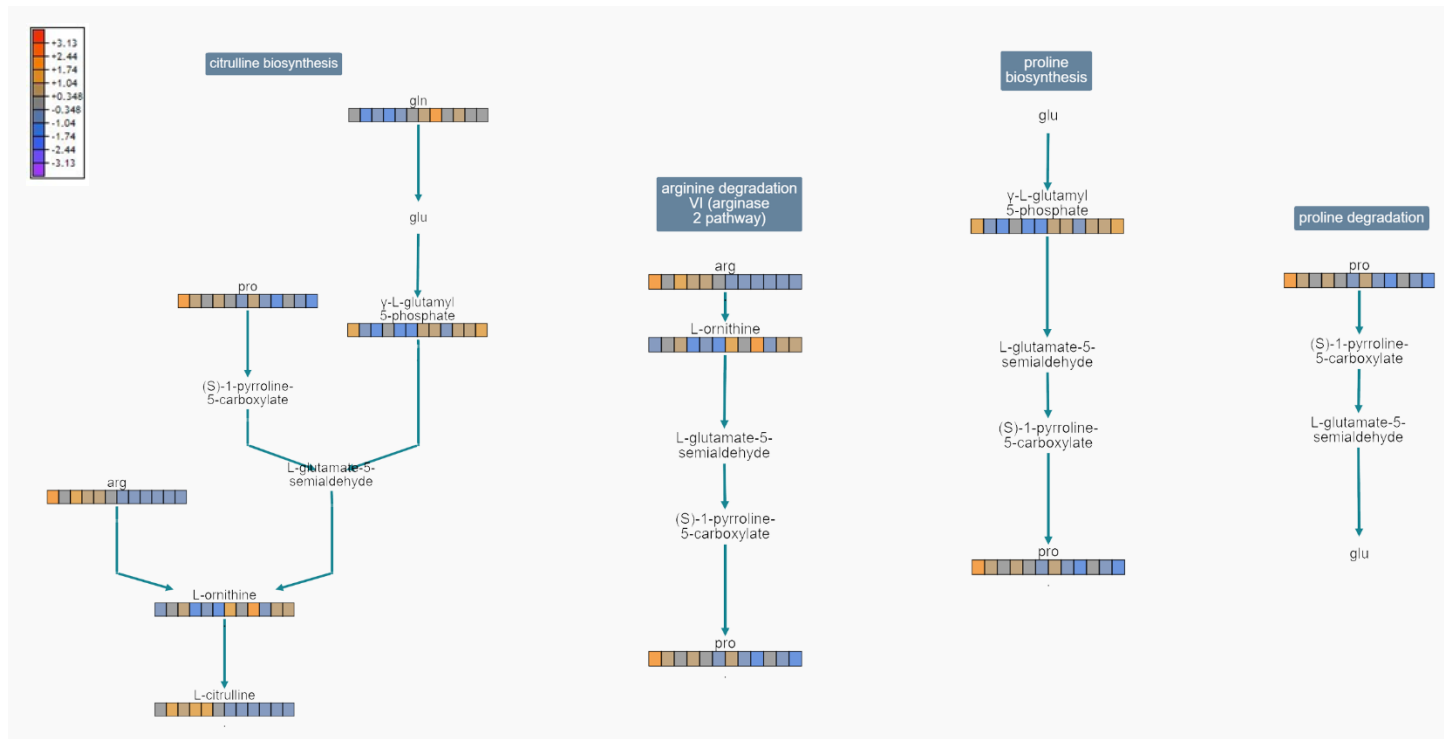 +3.13
+2.44
+1.74
+1.04
+0.348
-0.348
-1.04
-1.74
-2.44
-3.13
citrulline biosynthesis
gln
glu
pro
γ-L-glutamyl
5-phosphate
(S)-1-pyrroline-
5-carboxylate
L-glutamate-5-
semialdehyde
arg
L-ornithine
L-citrulline
arginine degradation
VI (arginase
2 pathway)
arg
L-ornithine
L-glutamate-5-
semialdehyde
(S)-1-pyrroline-
5-carboxylate
pro
proline
biosynthesis
glu
γ-L-glutamyl
5-phosphate
L-glutamate-5-
semialdehyde
(S)-1-pyrroline-
5-carboxylate
pro
proline degradation
pro
(S)-1-pyrroline-
5-carboxylate
L-glutamate-5-
semialdehyde
glu